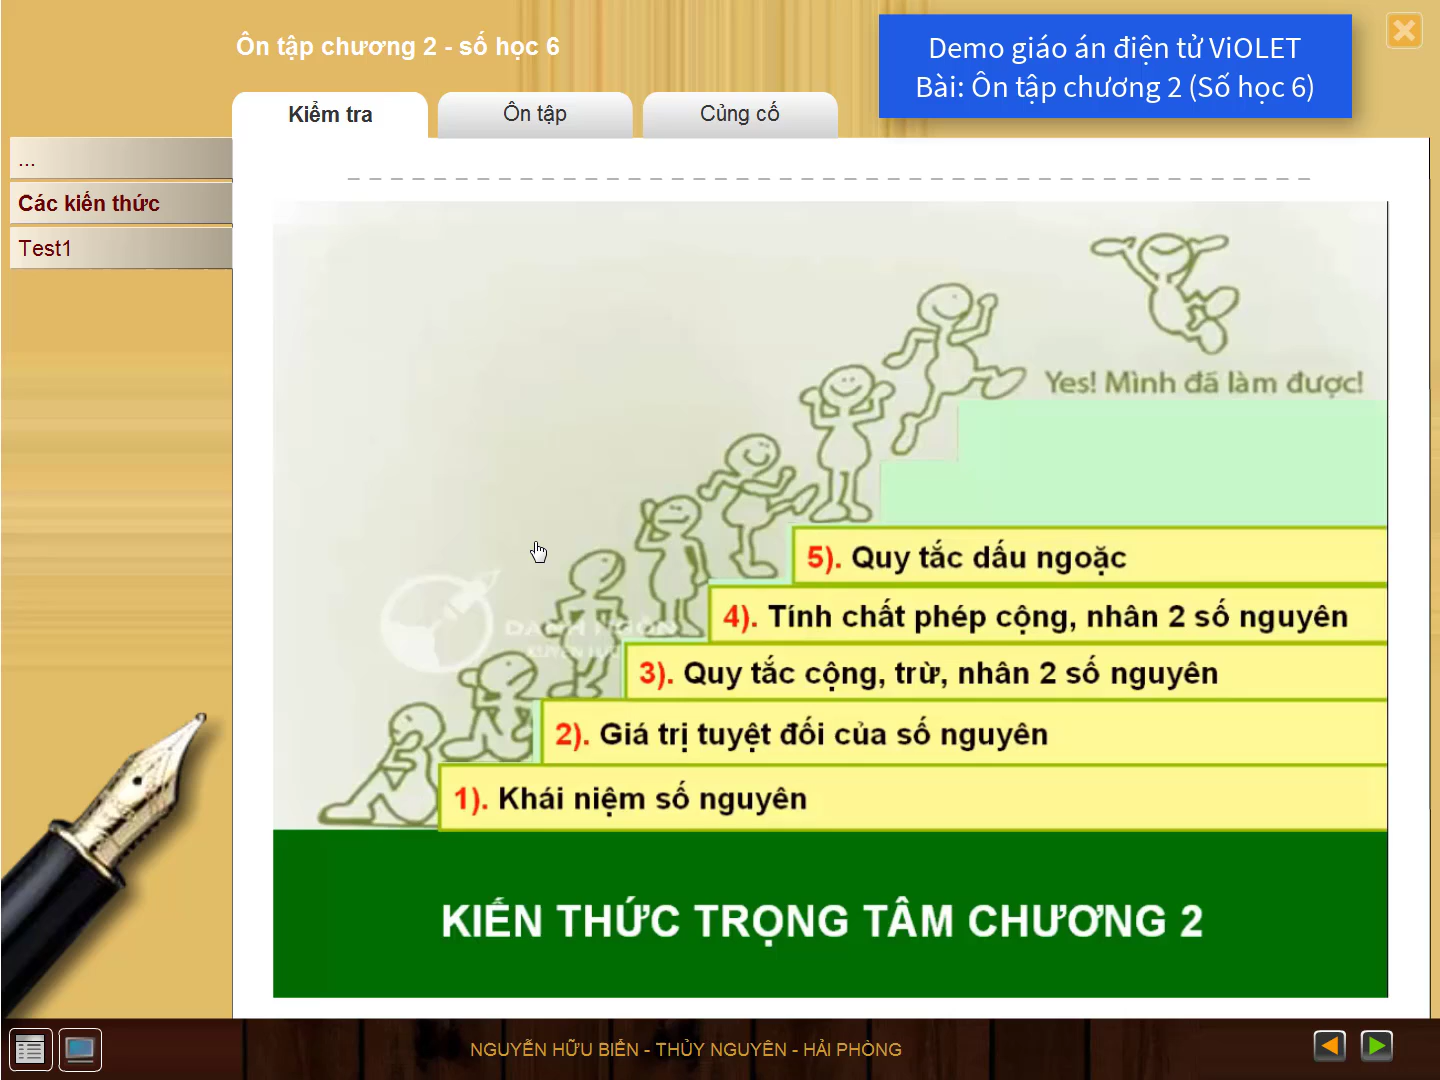 Ôn tập chương 2 - số học 6
Demo giáo án điện tử ViOLET
Bài: Ôn tập chương 2 (Số học 6)
Kiểm tra
Ôn tập
Củng cố
...
Các kiến thức
Test1
Yes! Mình đã làm được!
5). Quy tắc dấu ngoặc
4). Tính chất phép cộng, nhân 2 số nguyên
3). Quy tắc cộng, trừ, nhân 2 số nguyên
2). Giá trị tuyệt đối của số nguyên
1). Khái niệm số nguyên
DANH NGÔN
KIẾN THỨC TRỌNG TÂM CHƯƠNG 2
NGUYỄN HỮU BIỂN - THỦY NGUYÊN - HẢI PHÒNG